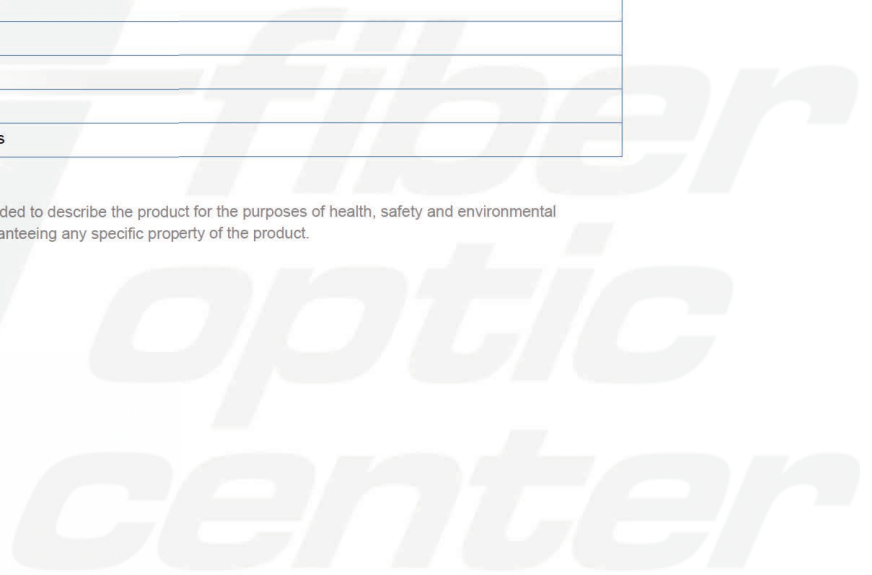 s
ded to describe the product for the purposes of health, safety and environmental
anteeing any specific property of the product.
fiber
optic
center